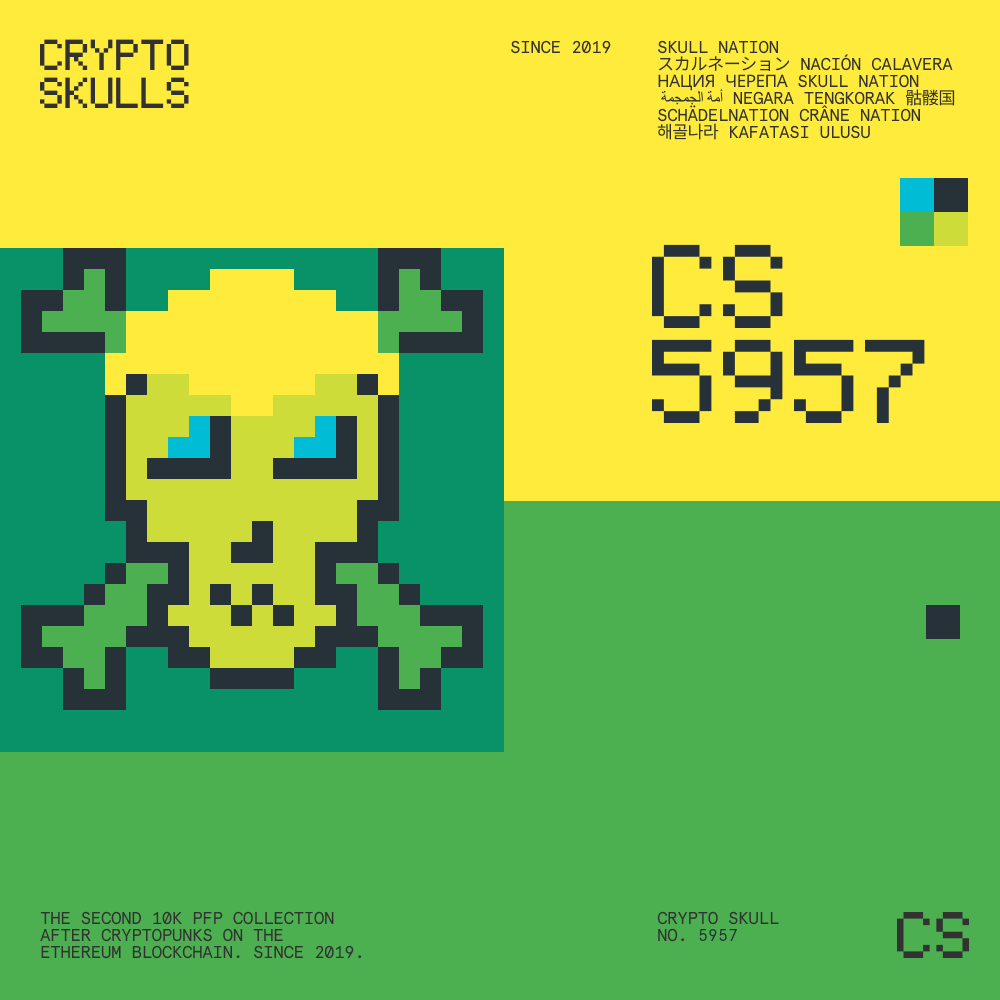 CRYPTO
SKULLS
SINCE 2019
SKULL NATION
スカルネーション NACIÓN CALAVERA
НАЦИЯ ЧЕРЕПА SKULL NATION
أمة الجمجمة NEGARA TENGKORAK 骷髅国
SCHÄDELNATION CRÂNE NATION
해골나라 KAFATASI ULUSU
CS
5957
THE SECOND 10K PFP COLLECTION
AFTER CRYPTOPUNKS ON THE
ETHEREUM BLOCKCHAIN. SINCE 2019.
CRYPTO SKULL
NO. 5957
CS